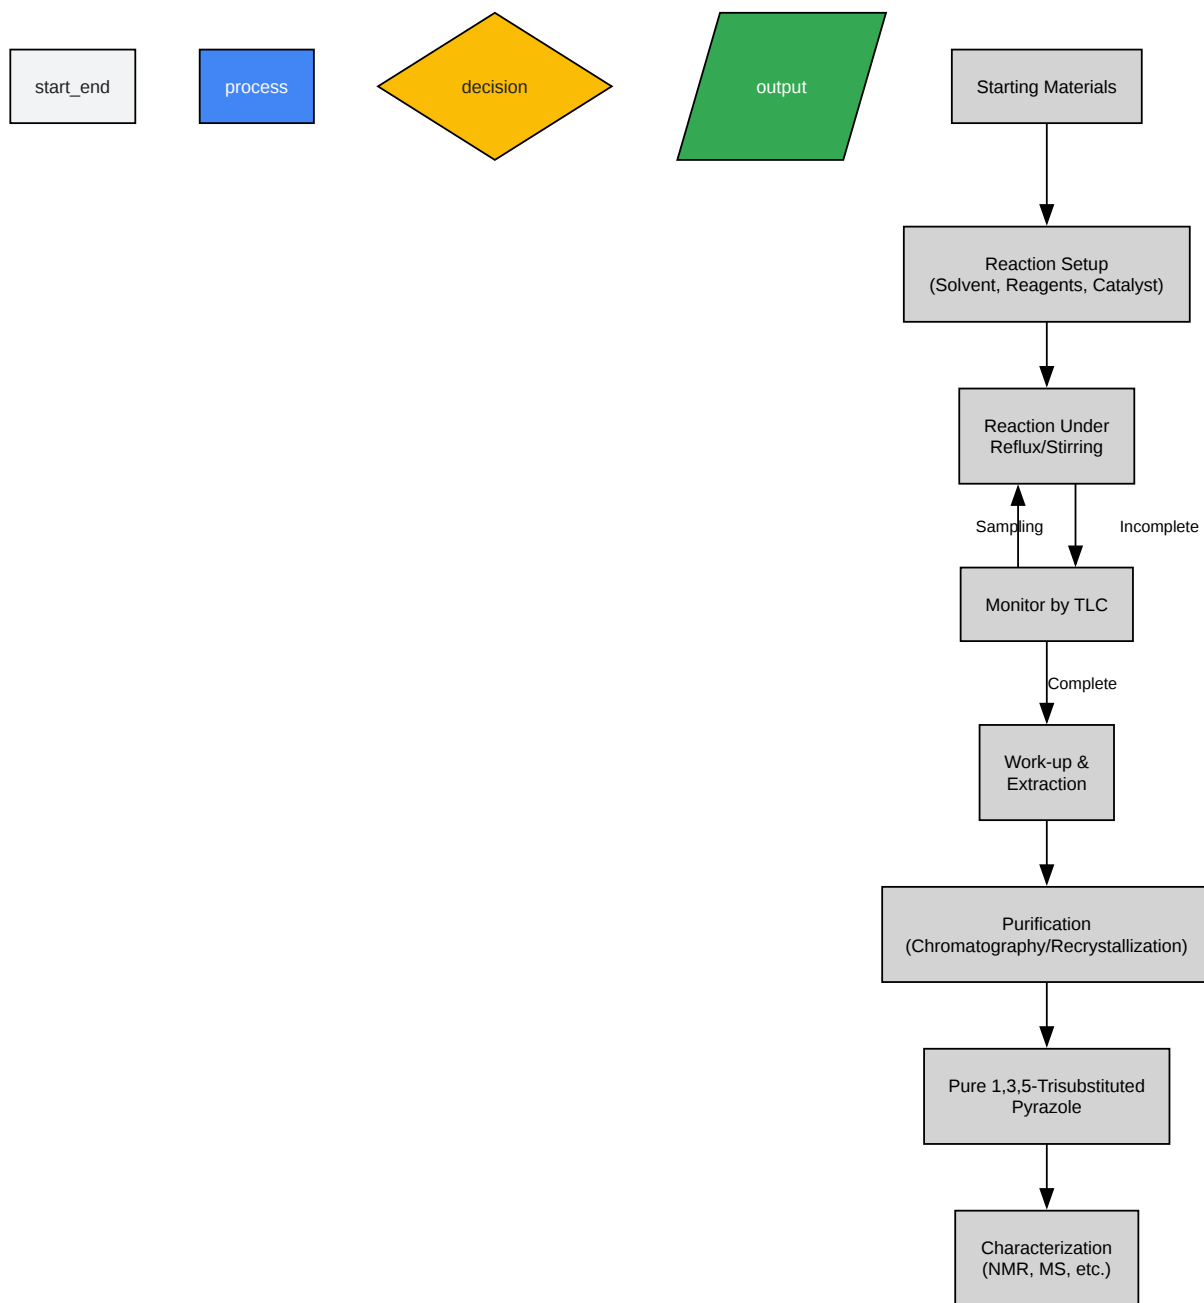 start_end
process
decision
output
Starting Materials
Reaction Setup
(Solvent, Reagents, Catalyst)
Reaction Under
Reflux/Stirring
Sampling
Incomplete
Monitor by TLC
Complete
Work-up &
Extraction
Purification
(Chromatography/Recrystallization)
Pure 1,3,5-Trisubstituted
Pyrazole
Characterization
(NMR, MS, etc.)